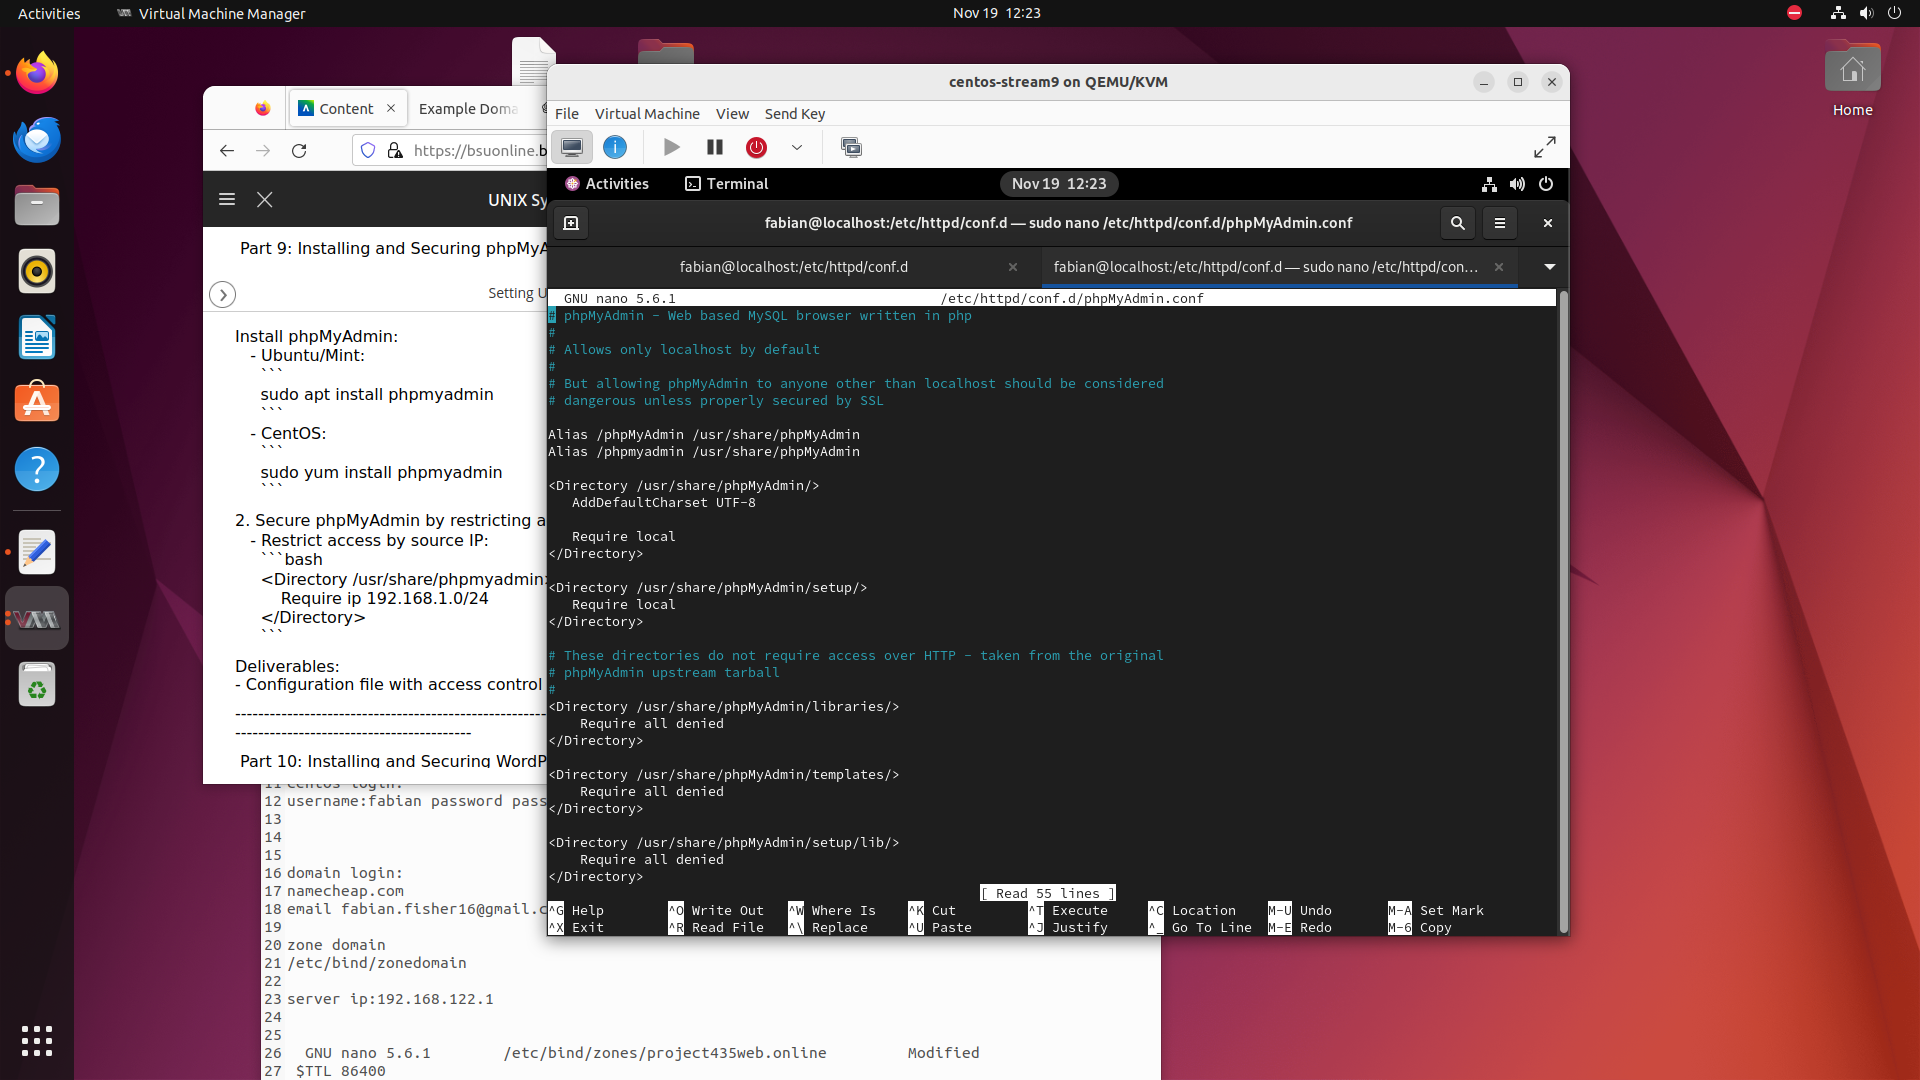 Activities
Virtual Machine Manager
Nov 19 12:23
Home
Content
Example Doma
https://bsuonline.b
UNIX Sy
Part 9: Installing and Securing phpMyA
Setting U
Install phpMyAdmin:
- Ubuntu/Mint:
```
sudo apt install phpmyadmin
```
- CentOS:
```
sudo yum install phpmyadmin
```
2. Secure phpMyAdmin by restricting a
- Restrict access by source IP:
```bash
<Directory /usr/share/phpmyadmin>
Require ip 192.168.1.0/24
</Directory>
```
Deliverables:
- Configuration file with access control
------------------------------------------------------
-----------------------------------------
Part 10: Installing and Securing WordP
11 Centos login:
12 username:fabian password pass
13
14
15
16 domain login:
17 namecheap.com
18 email fabian.fisher16@gmail.c
19
20 zone domain
21 /etc/bind/zonedomain
22
23 server ip:192.168.122.1
24
25
26 GNU nano 5.6.1 /etc/bind/zones/project435web.online Modified
27 $TTL 86400
centos-stream9 on QEMU/KVM
File Virtual Machine View Send Key
Activities Terminal Nov 19 12:23
fabian@localhost:/etc/httpd/conf.d — sudo nano /etc/httpd/conf.d/phpMyAdmin.conf
fabian@localhost:/etc/httpd/conf.d
fabian@localhost:/etc/httpd/conf.d — sudo nano /etc/httpd/con…
GNU nano 5.6.1 /etc/httpd/conf.d/phpMyAdmin.conf
# phpMyAdmin - Web based MySQL browser written in php
#
# Allows only localhost by default
#
# But allowing phpMyAdmin to anyone other than localhost should be considered
# dangerous unless properly secured by SSL
Alias /phpMyAdmin /usr/share/phpMyAdmin
Alias /phpmyadmin /usr/share/phpMyAdmin
<Directory /usr/share/phpMyAdmin/>
AddDefaultCharset UTF-8
Require local
</Directory>
<Directory /usr/share/phpMyAdmin/setup/>
Require local
</Directory>
# These directories do not require access over HTTP - taken from the original
# phpMyAdmin upstream tarball
#
<Directory /usr/share/phpMyAdmin/libraries/>
Require all denied
</Directory>
<Directory /usr/share/phpMyAdmin/templates/>
Require all denied
</Directory>
<Directory /usr/share/phpMyAdmin/setup/lib/>
Require all denied
</Directory>
[ Read 55 lines ]
^G Help ^O Write Out ^W Where Is ^K Cut ^T Execute ^C Location M-U Undo M-A Set Mark
^X Exit ^R Read File ^\ Replace ^U Paste ^J Justify ^_ Go To Line M-E Redo M-6 Copy